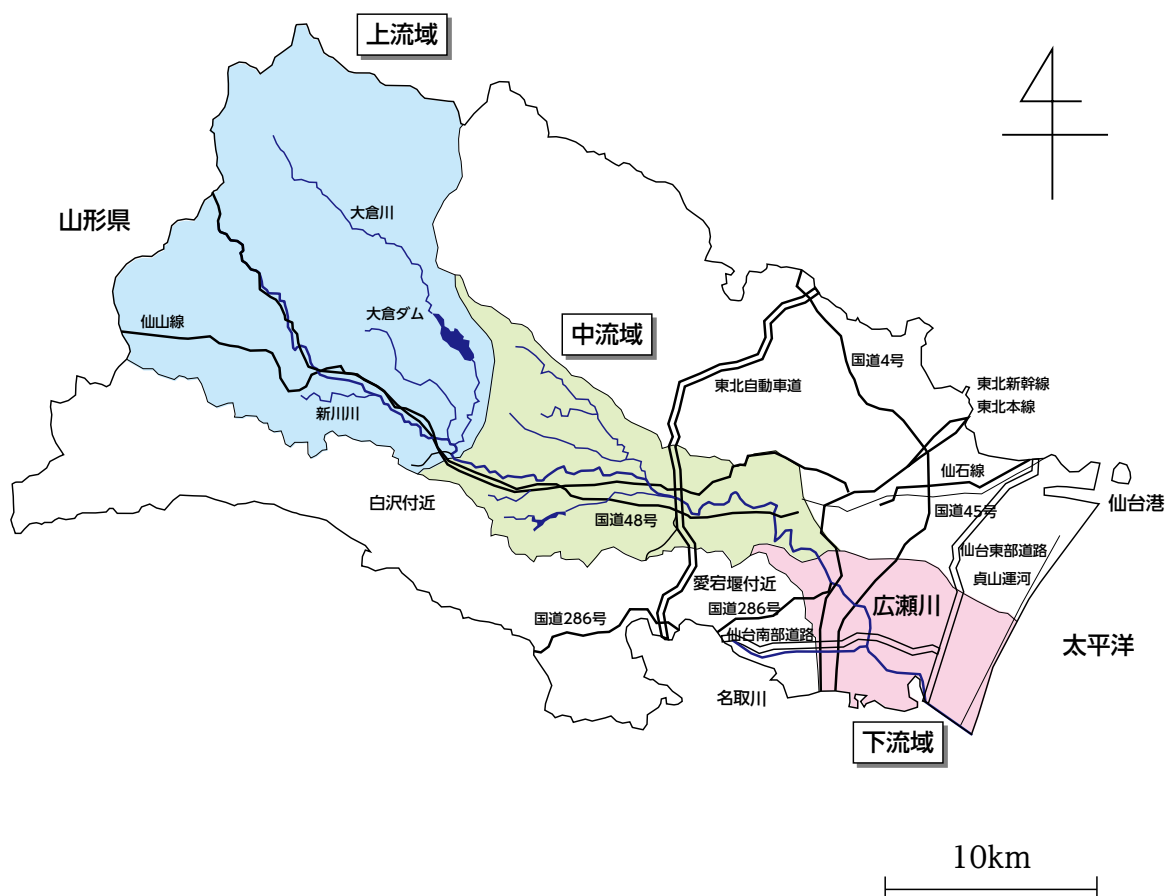 上流域
山形県
大倉川
大倉ダム
仙山線
中流域
国道4号
東北自動車道
東北新幹線
東北本線
新川川
仙石線
白沢付近
国道48号
国道45号
仙台港
仙台東部道路
愛宕堰付近
貞山運河
国道286号
国道286号
広瀬川
仙台南部道路
太平洋
名取川
下流域
10km